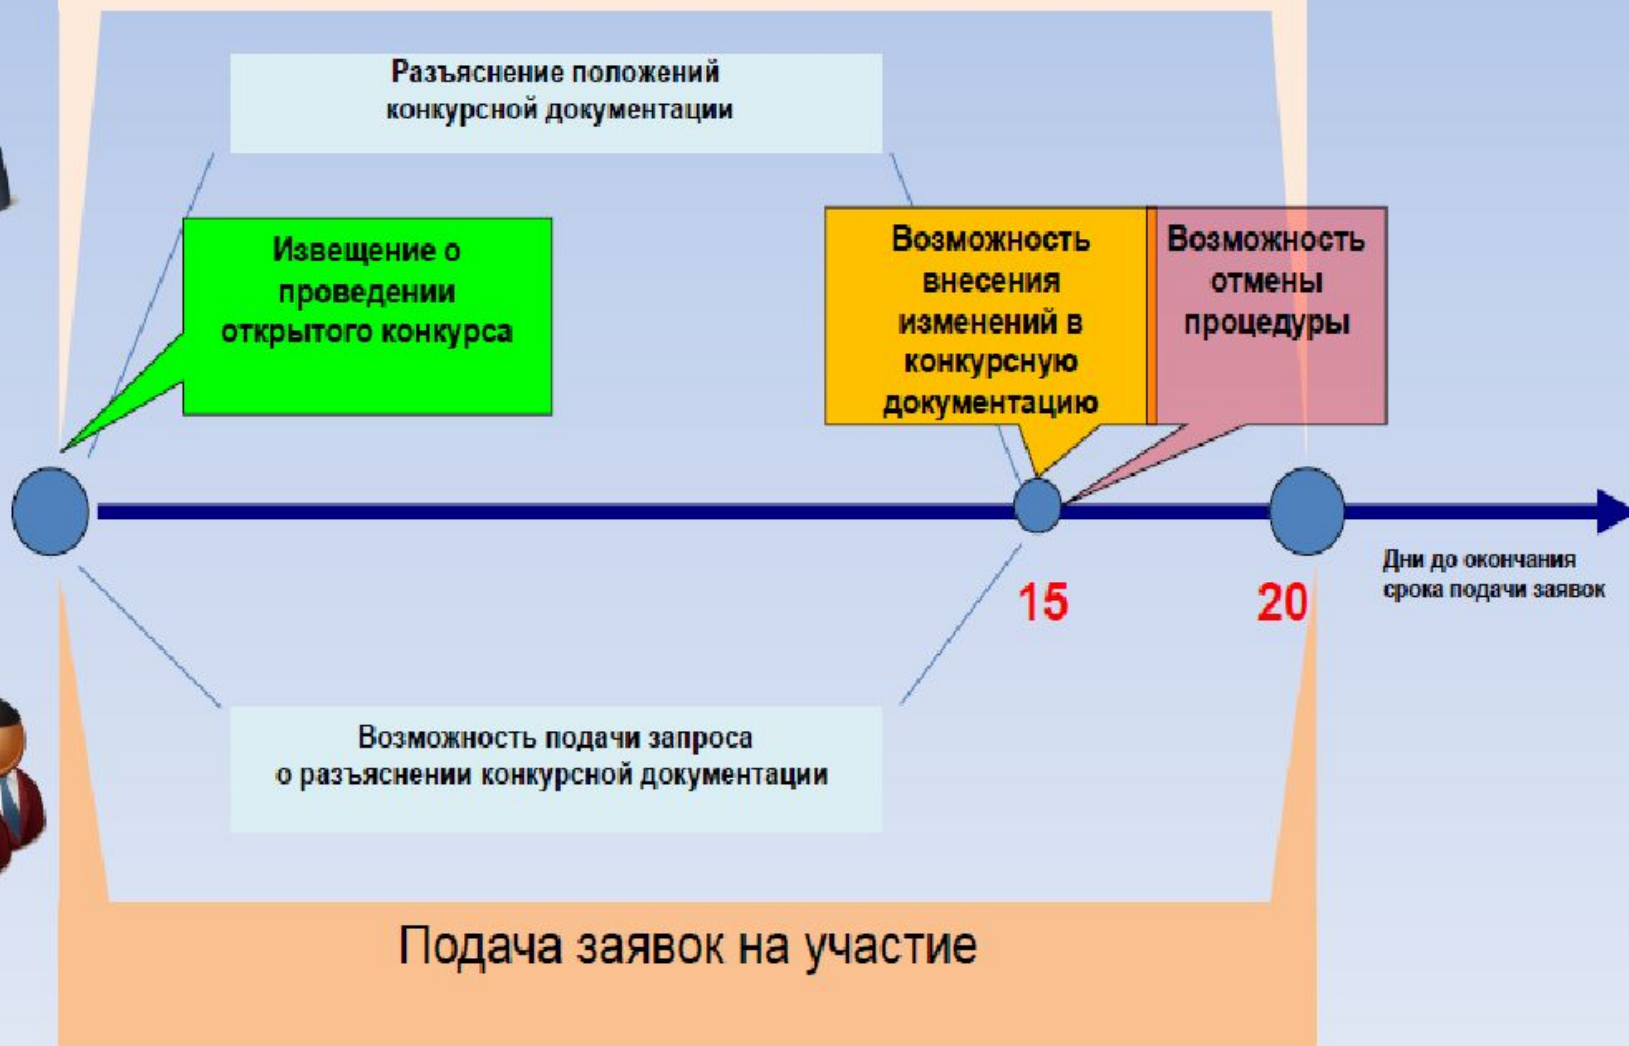 Разъяснение положений
конкурсной документации
Извещение о
проведении
открытого конкурса
Возможность
внесения
изменений в
конкурсную
документацию
Возможность
отмены
процедуры
15
20
Дни до окончания
срока подачи заявок
Возможность подачи запроса
о разъяснении конкурсной документации
Подача заявок на участие